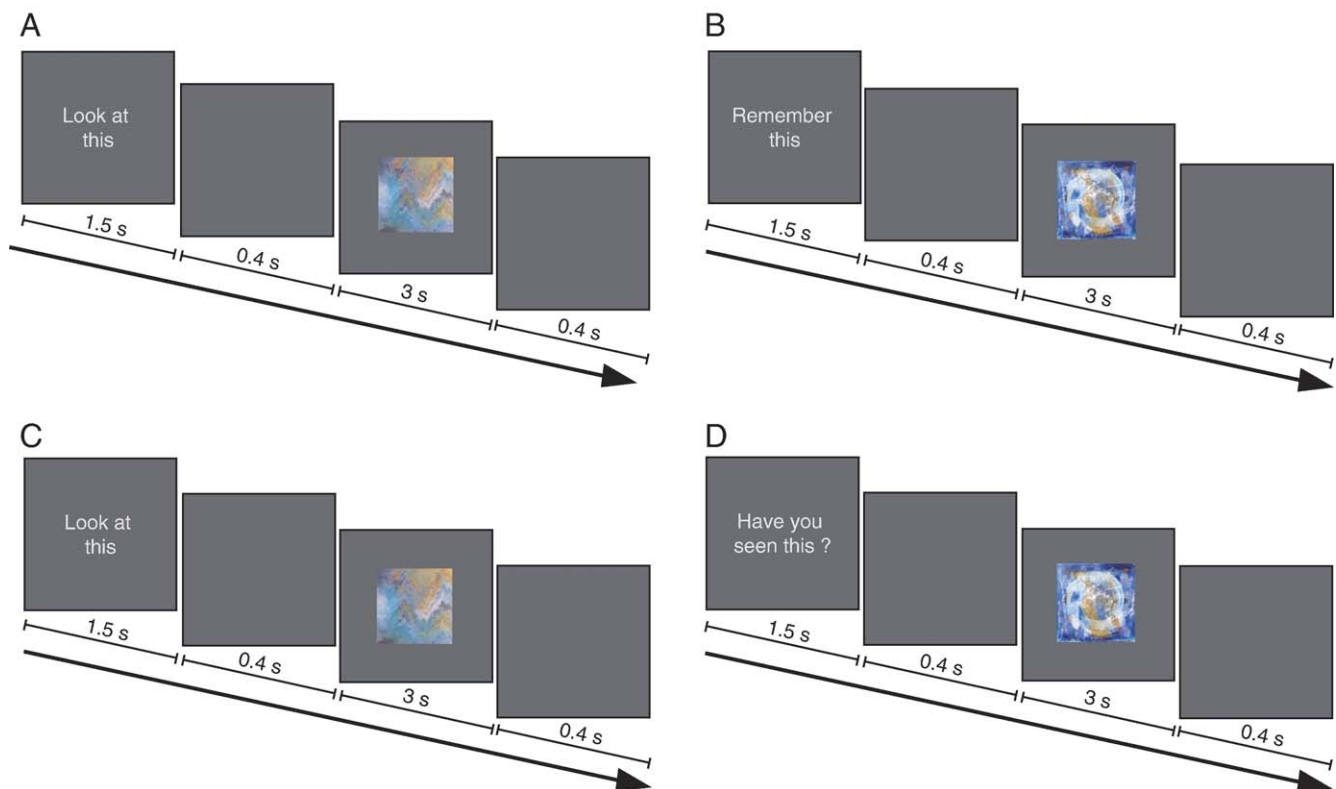 A
Look at
this
1.5 s
0.4 s
3 s
0.4 s
B
Remember
this
1.5 s
0.4 s
3 s
0.4 s
C
Look at
this
1.5 s
0.4 s
3 s
0.4 s
D
Have you
seen this ?
1.5 s
0.4 s
3 s
0.4 s